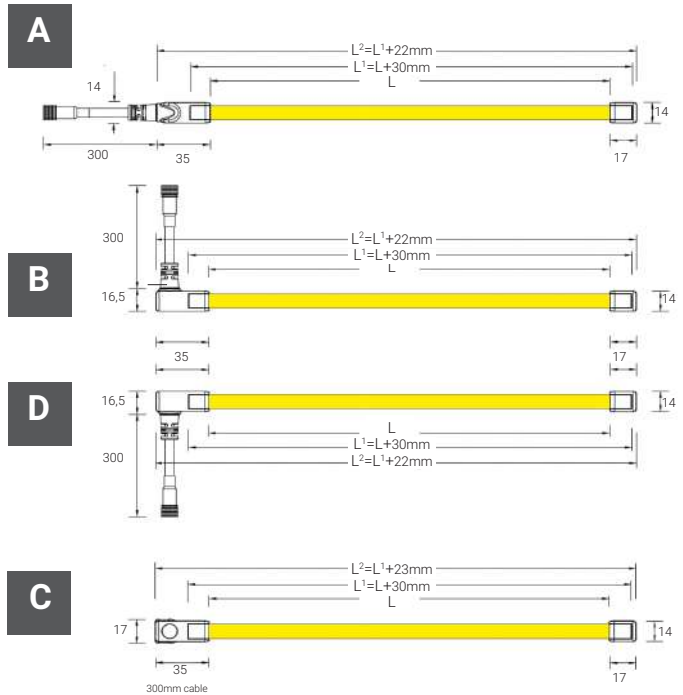 A
L²=L¹+22mm
L¹=L+30mm
L
14
14
300
35
17
300
L²=L¹+22mm
L¹=L+30mm
L
B
16,5
14
35
17
D
16,5
14
L
300
L¹=L+30mm
L²=L¹+22mm
L²=L¹+23mm
L¹=L+30mm
L
C
17
14
35
17
300mm cable